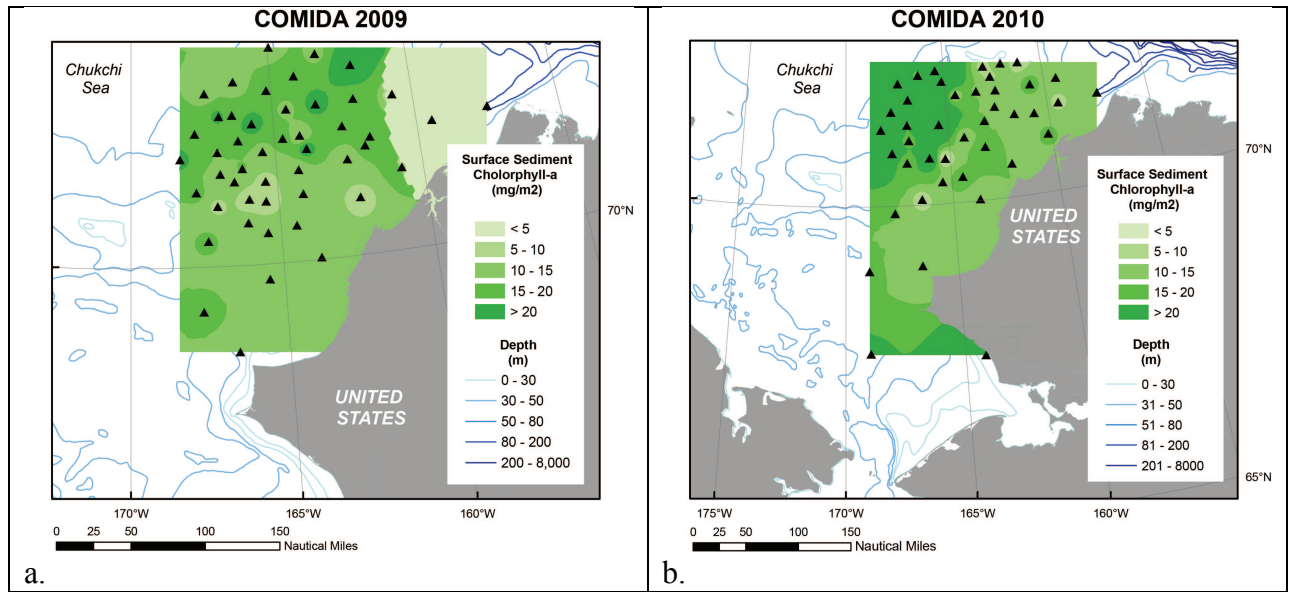 COMIDA 2009
Chukchi
Sea
Surface Sediment
Cholorphyll-a
(mg/m2)
< 5
5 - 10
10 - 15
15 - 20
> 20
Depth
(m)
0 - 30
30 - 50
50 - 80
80 - 200
200 - 8,000
UNITED
STATES
70°N
170°W
165°W
160°W
0 25 50 100 150
Nautical Miles
a.
COMIDA 2010
Chukchi
Sea
Surface Sediment
Chlorophyll-a
(mg/m2)
< 5
5 - 10
10 - 15
15 - 20
> 20
Depth
(m)
0 - 30
31 - 50
51 - 80
81 - 200
201 - 8000
UNITED
STATES
70°N
65°N
175°W
170°W
165°W
160°W
0 25 50 100 150
Nautical Miles
b.